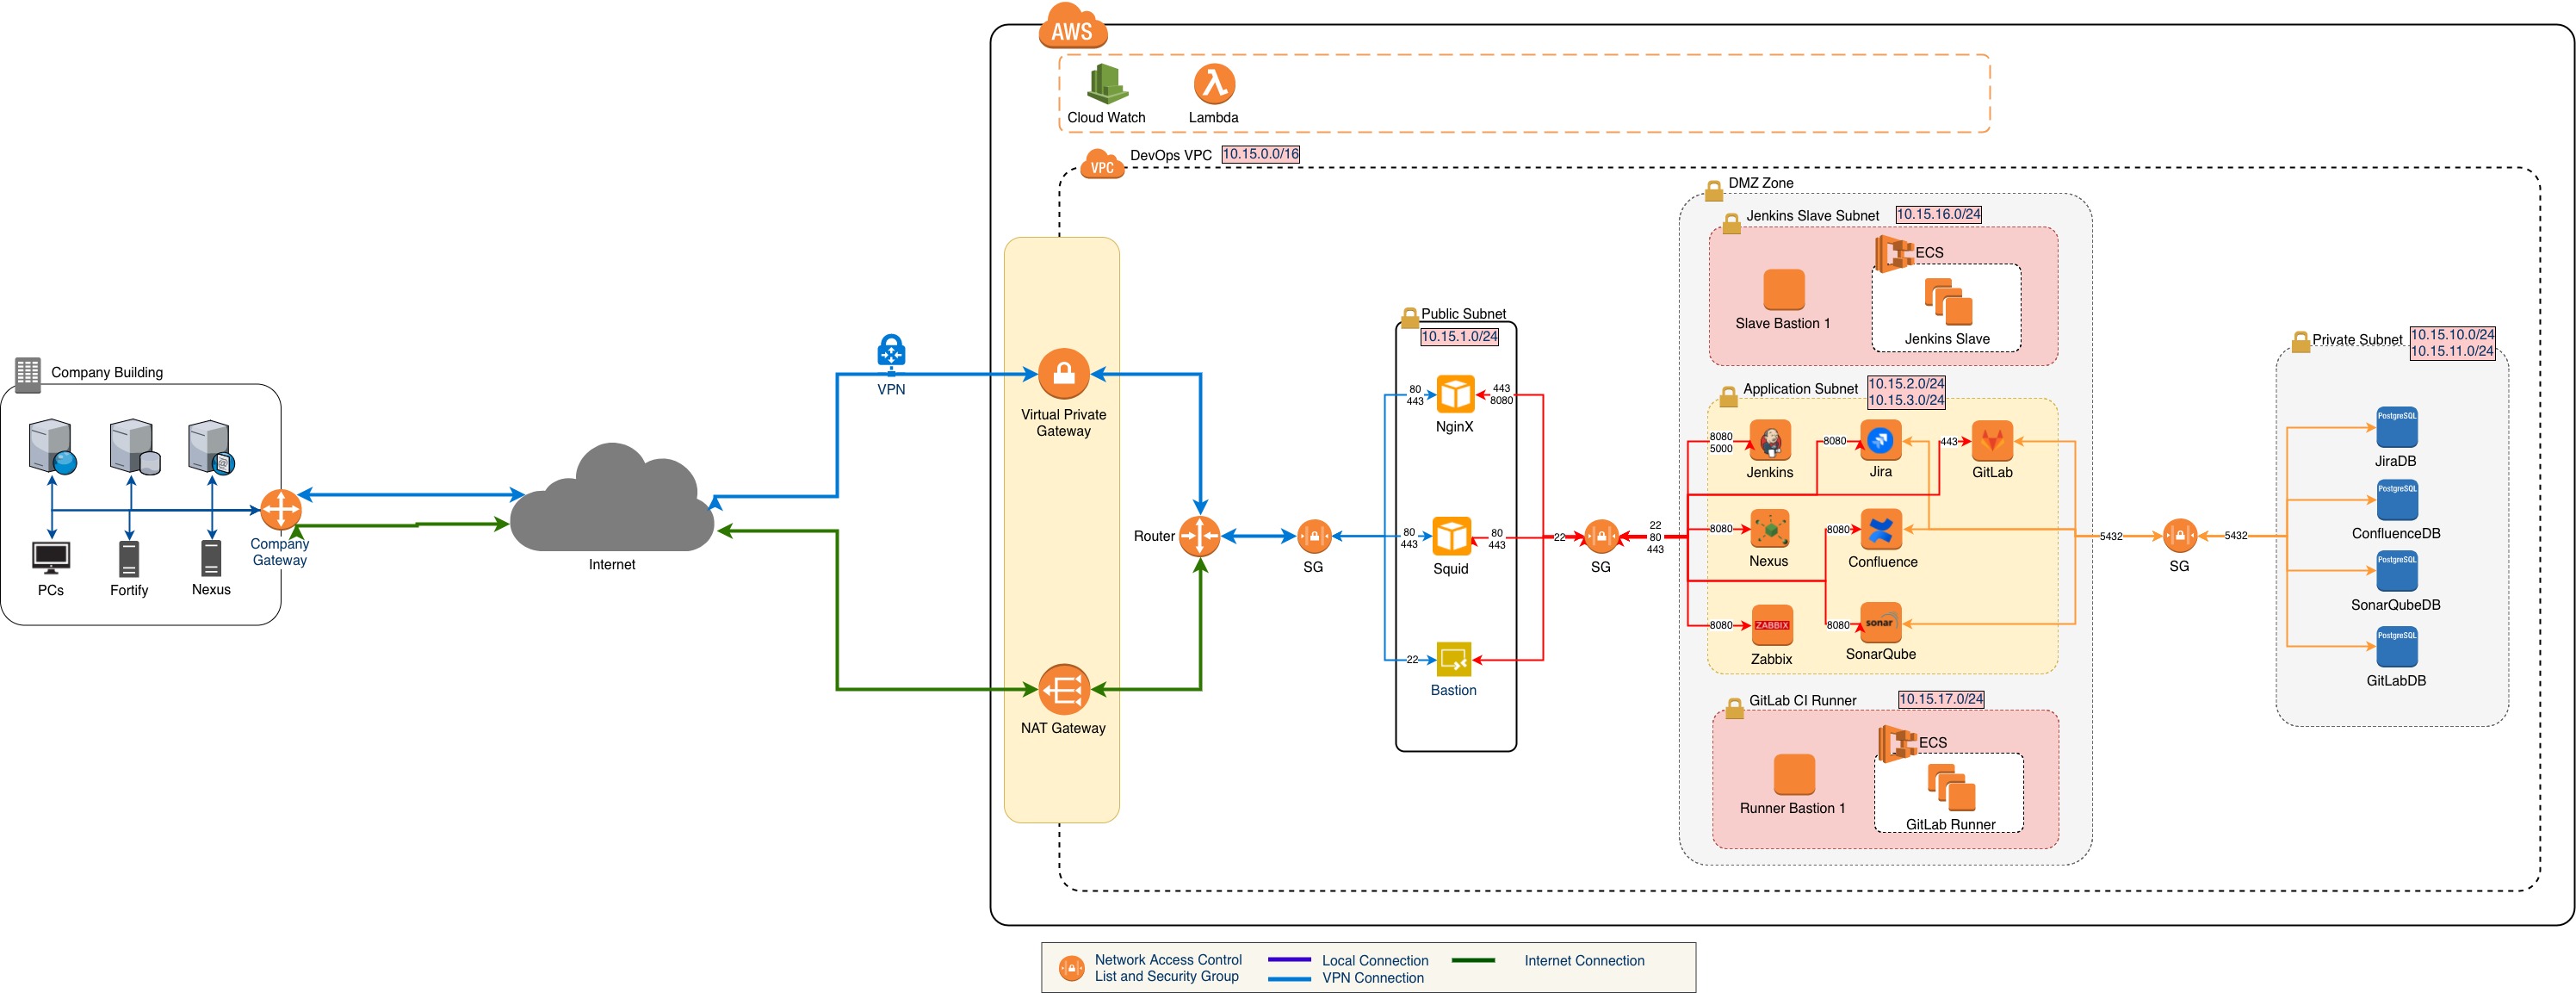 AWS
Cloud Watch
Lambda
VPC
DevOps VPC
10.15.0.0/16
DMZ Zone
Jenkins Slave Subnet
10.15.16.0/24
ECS
Slave Bastion 1
Jenkins Slave
Company Building
PCs
Fortify
Nexus
Company
Gateway
Internet
VPN
Virtual Private
Gateway
NAT Gateway
Router
SG
Public Subnet
10.15.1.0/24
80
443
NginX
443
8080
80
443
Squid
80
443
22
Bastion
22
SG
22
80
443
Application Subnet
10.15.2.0/24
10.15.3.0/24
8080
5000
Jenkins
8080
Jira
443
GitLab
8080
Nexus
8080
Confluence
8080
ZABBIX
Zabbix
8080
sonar
SonarQube
GitLab CI Runner
10.15.17.0/24
ECS
Runner Bastion 1
GitLab Runner
5432
SG
5432
Private Subnet
10.15.10.0/24
10.15.11.0/24
PostgreSQL
JiraDB
PostgreSQL
ConfluenceDB
PostgreSQL
SonarQubeDB
PostgreSQL
GitLabDB
Network Access Control
List and Security Group
Local Connection
VPN Connection
Internet Connection